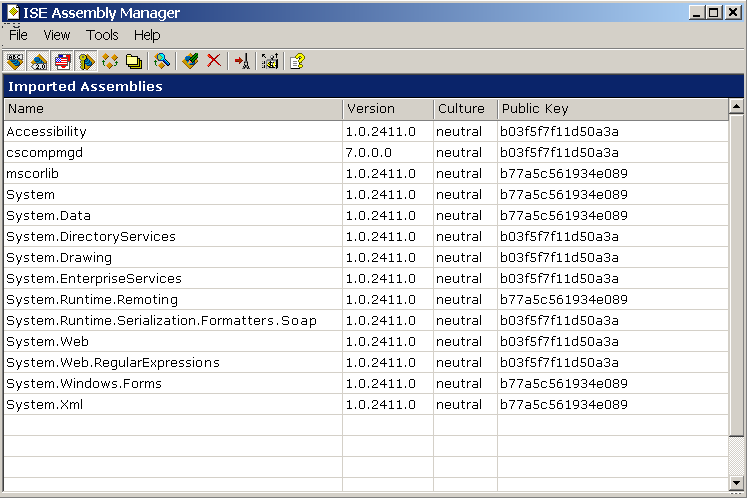 ISE Assembly Manager
File View Tools Help
Imported Assemblies
Name Version Culture Public Key
Accessibility 1.0.2411.0 neutral b03f5f7f11d50a3a
cscompmgd 7.0.0.0 neutral b03f5f7f11d50a3a
mscorlib 1.0.2411.0 neutral b77a5c561934e089
System 1.0.2411.0 neutral b77a5c561934e089
System.Data 1.0.2411.0 neutral b77a5c561934e089
System.DirectoryServices 1.0.2411.0 neutral b03f5f7f11d50a3a
System.Drawing 1.0.2411.0 neutral b03f5f7f11d50a3a
System.EnterpriseServices 1.0.2411.0 neutral b03f5f7f11d50a3a
System.Runtime.Remoting 1.0.2411.0 neutral b77a5c561934e089
System.Runtime.Serialization.Formatters.Soap 1.0.2411.0 neutral b03f5f7f11d50a3a
System.Web 1.0.2411.0 neutral b03f5f7f11d50a3a
System.Web.RegularExpressions 1.0.2411.0 neutral b03f5f7f11d50a3a
System.Windows.Forms 1.0.2411.0 neutral b77a5c561934e089
System.Xml 1.0.2411.0 neutral b77a5c561934e089